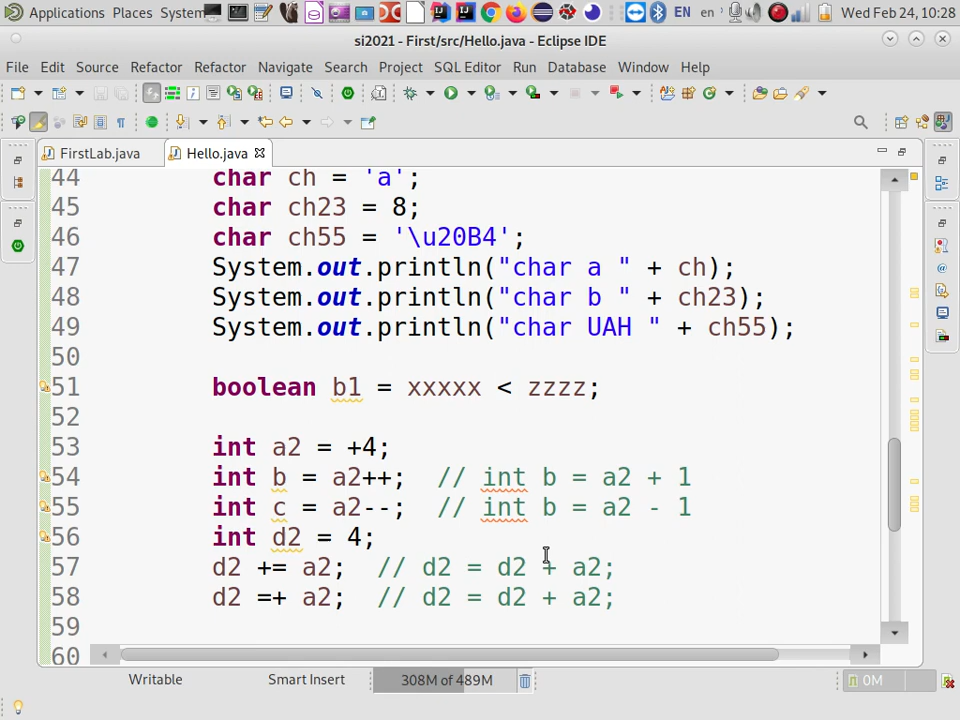 Applications Places System EN en Wed Feb 24, 10:28
si2021 - First/src/Hello.java - Eclipse IDE
File Edit Source Refactor Refactor Navigate Search Project SQL Editor Run Database Window Help
FirstLab.java Hello.java
44 char ch = 'a';
45 char ch23 = 8;
46 char ch55 = '\u20B4';
47 System.out.println("char a " + ch);
48 System.out.println("char b " + ch23);
49 System.out.println("char UAH " + ch55);
50
51 boolean b1 = xxxxx < zzzz;
52
53 int a2 = +4;
54 int b = a2++; // int b = a2 + 1
55 int c = a2--; // int b = a2 - 1
56 int d2 = 4;
57 d2 += a2; // d2 = d2 + a2;
58 d2 =+ a2; // d2 = d2 + a2;
59
60
Writable Smart Insert 308M of 489M 0M